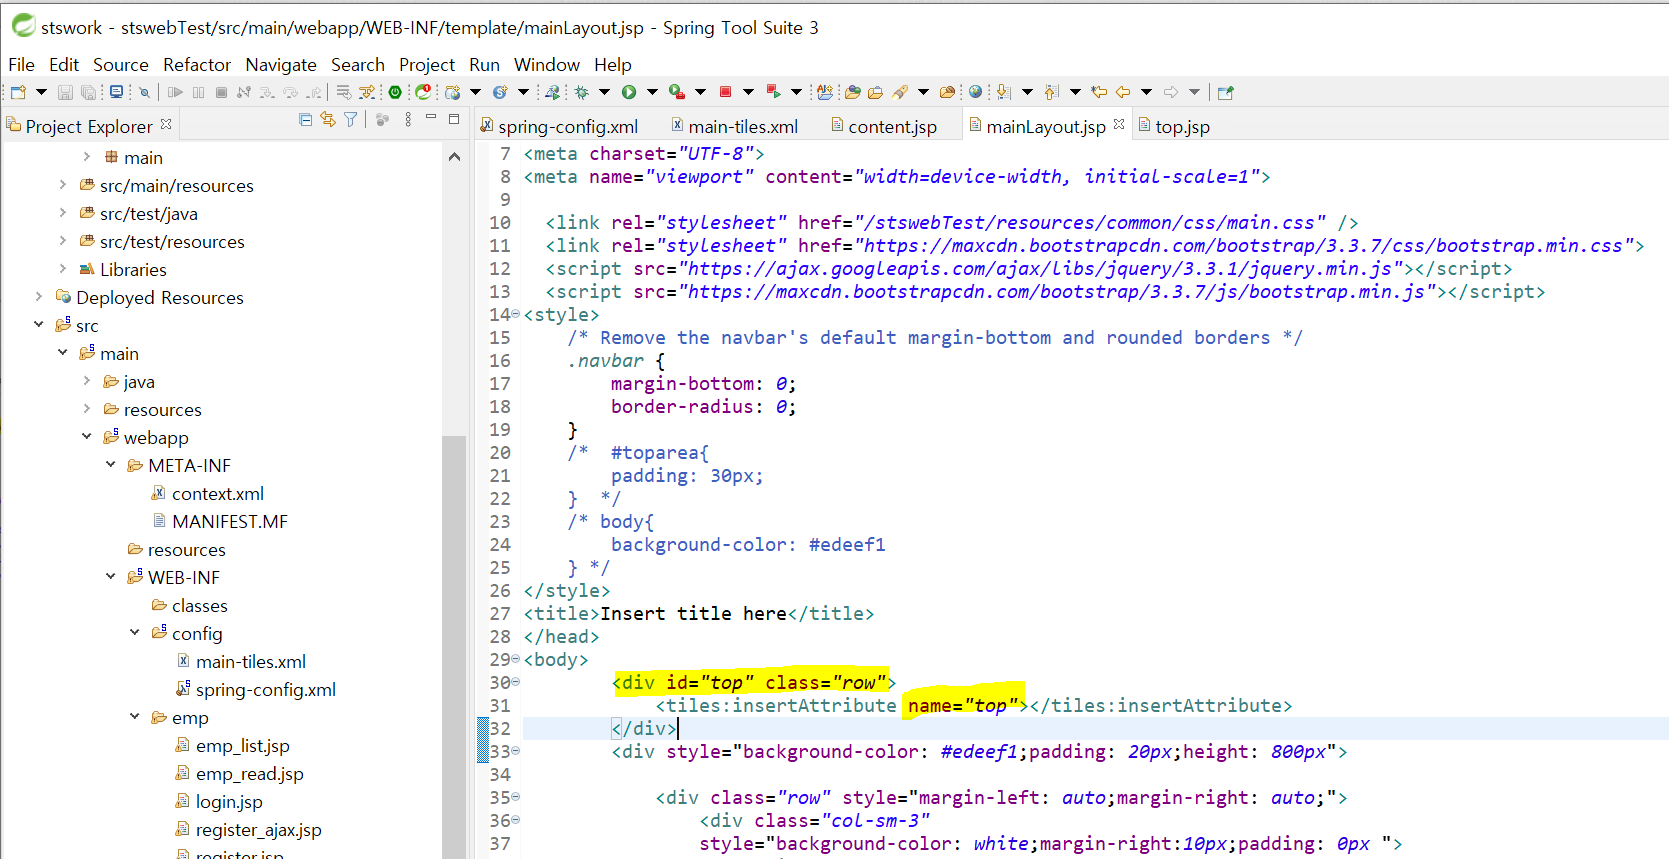 stswork - stswebTest/src/main/webapp/WEB-INF/template/mainLayout.jsp - Spring Tool Suite 3
File Edit Source Refactor Navigate Search Project Run Window Help
Project Explorer
main
src/main/resources
src/test/java
src/test/resources
Libraries
Deployed Resources
src
main
java
resources
webapp
META-INF
context.xml
MANIFEST.MF
resources
WEB-INF
classes
config
main-tiles.xml
spring-config.xml
emp
emp_list.jsp
emp_read.jsp
login.jsp
register_ajax.jsp
register.jsp
spring-config.xml main-tiles.xml content.jsp mainLayout.jsp top.jsp
7 <meta charset="UTF-8">
8 <meta name="viewport" content="width=device-width, initial-scale=1">
9
10 <link rel="stylesheet" href="/stswebTest/resources/common/css/main.css" />
11 <link rel="stylesheet" href="https://maxcdn.bootstrapcdn.com/bootstrap/3.3.7/css/bootstrap.min.css">
12 <script src="https://ajax.googleapis.com/ajax/libs/jquery/3.3.1/jquery.min.js"></script>
13 <script src="https://maxcdn.bootstrapcdn.com/bootstrap/3.3.7/js/bootstrap.min.js"></script>
14 <style>
15 /* Remove the navbar's default margin-bottom and rounded borders */
16 .navbar {
17 margin-bottom: 0;
18 border-radius: 0;
19 }
20 /* #toparea{
21 padding: 30px;
22 } */
23 /* body{
24 background-color: #edeef1
25 } */
26 </style>
27 <title>Insert title here</title>
28 </head>
29 <body>
30 <div id="top" class="row">
31 <tiles:insertAttribute name="top"></tiles:insertAttribute>
32 </div>
33 <div style="background-color: #edeef1;padding: 20px;height: 800px">
34
35 <div class="row" style="margin-left: auto;margin-right: auto;">
36 <div class="col-sm-3"
37 style="background-color: white;margin-right:10px;padding: 0px ">